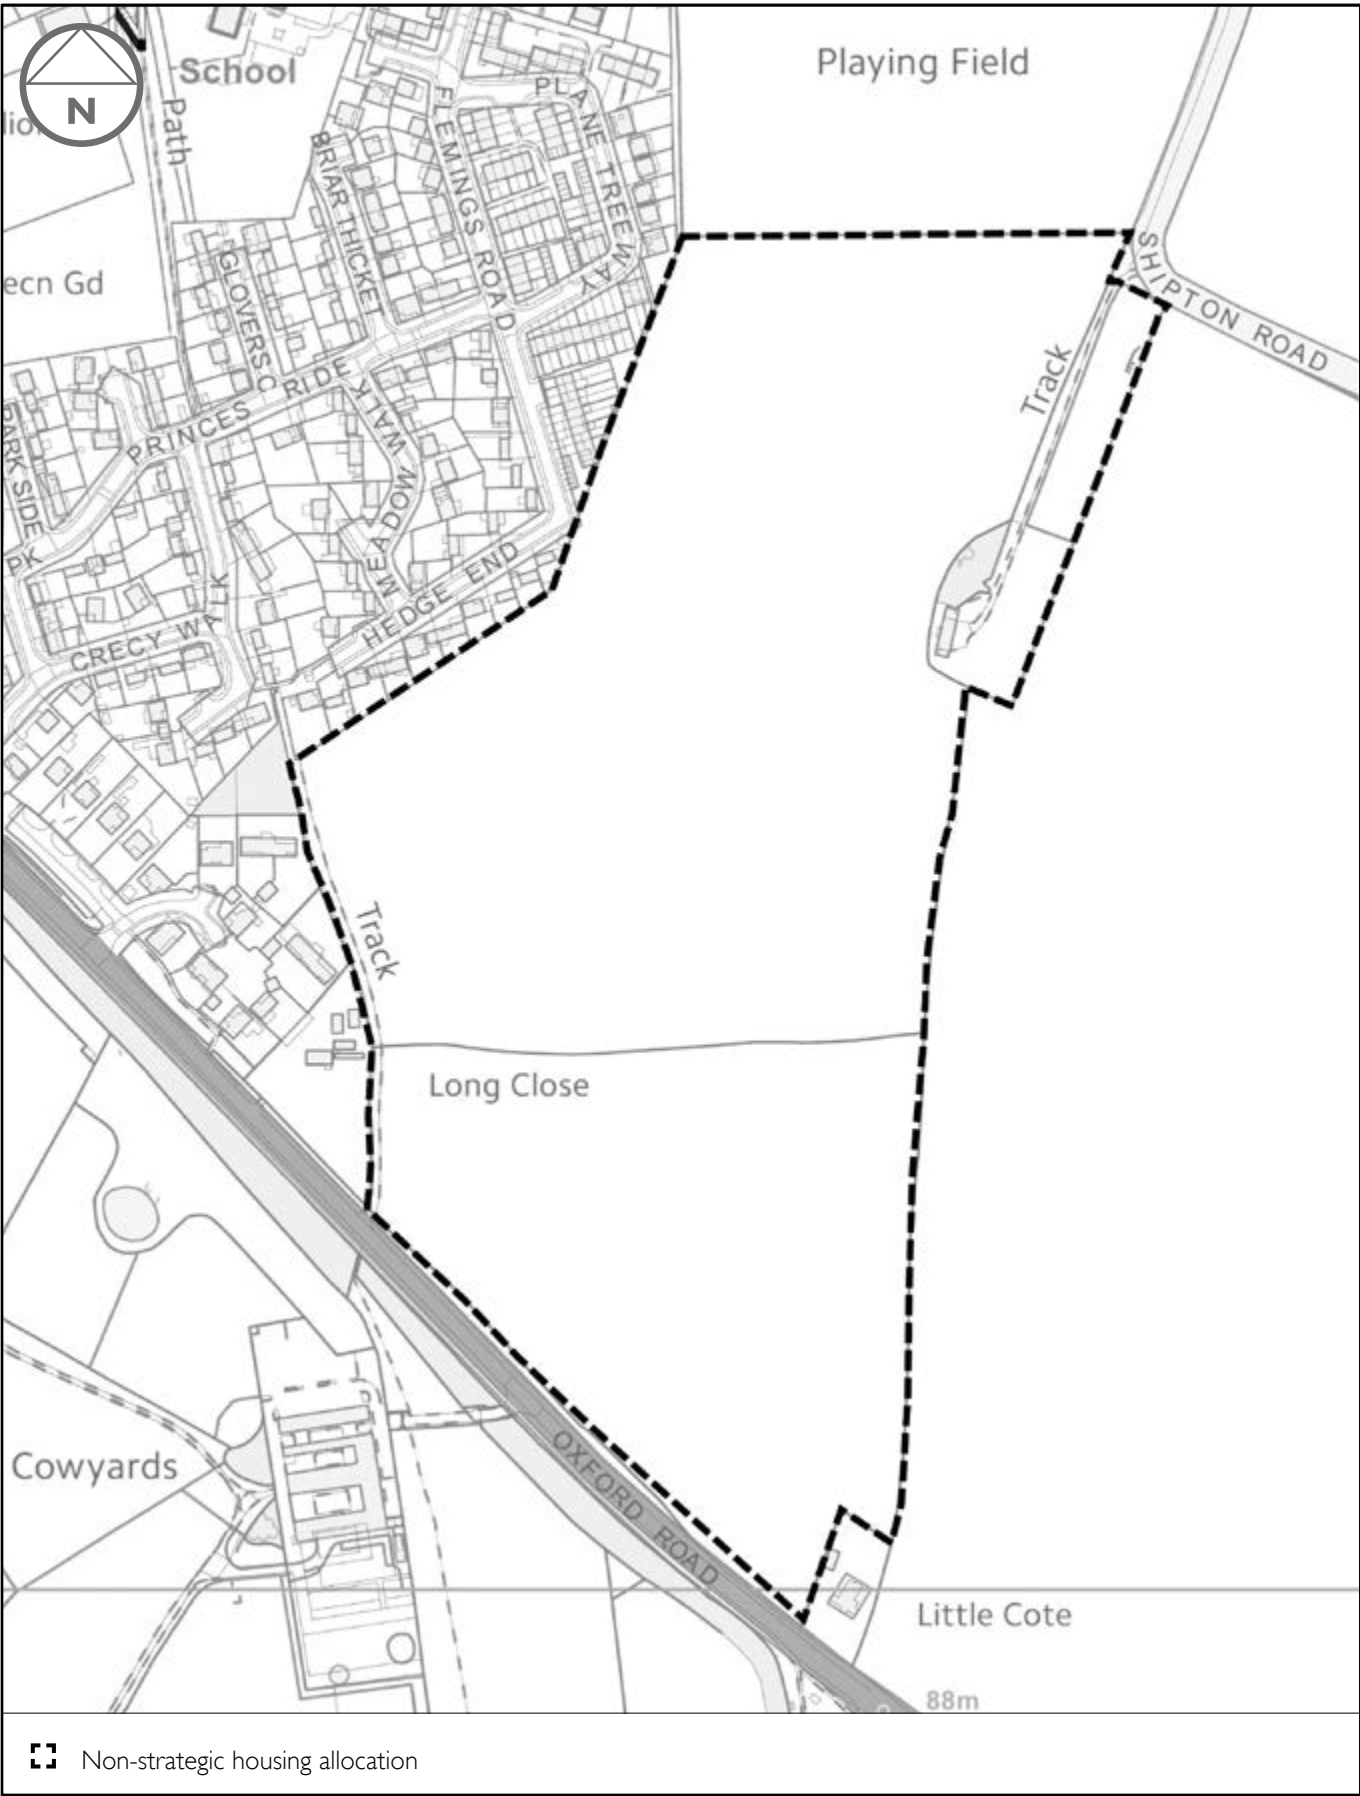 School
Playing Field
N
Path
PLANE TREE WAY
FLEMINGS ROAD
BRIAR THICKET
SHIPTON ROAD
GLOVERS C
Track
PRINCES RIDE
MEADOW WALK
PARK SIDE
PK
HEDGE END
CRECY WALK
Track
Long Close
OXFORD ROAD
Cowyards
Little Cote
88m
Non-strategic housing allocation